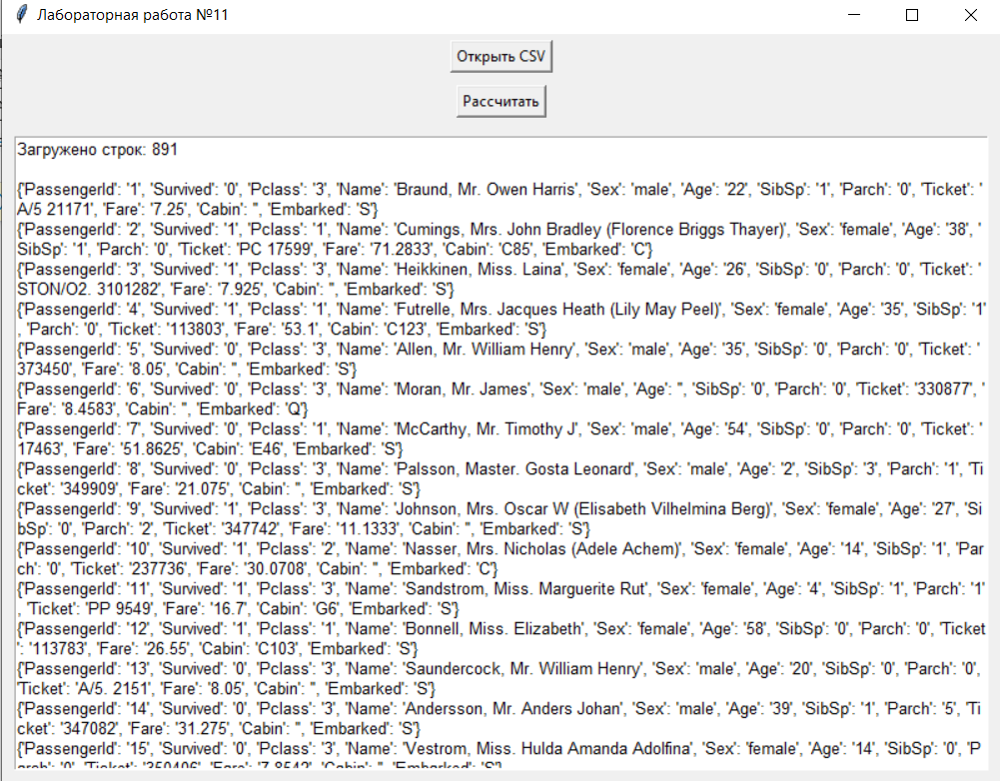 Лабораторная работа №11
Открыть CSV
Рассчитать
Загружено строк: 891
{'PassengerId': '1', 'Survived': '0', 'Pclass': '3', 'Name': 'Braund, Mr. Owen Harris', 'Sex': 'male', 'Age': '22', 'SibSp': '1', 'Parch': '0', 'Ticket': '
A/5 21171', 'Fare': '7.25', 'Cabin': '', 'Embarked': 'S'}
{'PassengerId': '2', 'Survived': '1', 'Pclass': '1', 'Name': 'Cumings, Mrs. John Bradley (Florence Briggs Thayer)', 'Sex': 'female', 'Age': '38', '
SibSp': '1', 'Parch': '0', 'Ticket': 'PC 17599', 'Fare': '71.2833', 'Cabin': 'C85', 'Embarked': 'C'}
{'PassengerId': '3', 'Survived': '1', 'Pclass': '3', 'Name': 'Heikkinen, Miss. Laina', 'Sex': 'female', 'Age': '26', 'SibSp': '0', 'Parch': '0', 'Ticket': '
STON/O2. 3101282', 'Fare': '7.925', 'Cabin': '', 'Embarked': 'S'}
{'PassengerId': '4', 'Survived': '1', 'Pclass': '1', 'Name': 'Futrelle, Mrs. Jacques Heath (Lily May Peel)', 'Sex': 'female', 'Age': '35', 'SibSp': '1'
, 'Parch': '0', 'Ticket': '113803', 'Fare': '53.1', 'Cabin': 'C123', 'Embarked': 'S'}
{'PassengerId': '5', 'Survived': '0', 'Pclass': '3', 'Name': 'Allen, Mr. William Henry', 'Sex': 'male', 'Age': '35', 'SibSp': '0', 'Parch': '0', 'Ticket': '
373450', 'Fare': '8.05', 'Cabin': '', 'Embarked': 'S'}
{'PassengerId': '6', 'Survived': '0', 'Pclass': '3', 'Name': 'Moran, Mr. James', 'Sex': 'male', 'Age': '', 'SibSp': '0', 'Parch': '0', 'Ticket': '330877', '
Fare': '8.4583', 'Cabin': '', 'Embarked': 'Q'}
{'PassengerId': '7', 'Survived': '0', 'Pclass': '1', 'Name': 'McCarthy, Mr. Timothy J', 'Sex': 'male', 'Age': '54', 'SibSp': '0', 'Parch': '0', 'Ticket': '
17463', 'Fare': '51.8625', 'Cabin': 'E46', 'Embarked': 'S'}
{'PassengerId': '8', 'Survived': '0', 'Pclass': '3', 'Name': 'Palsson, Master. Gosta Leonard', 'Sex': 'male', 'Age': '2', 'SibSp': '3', 'Parch': '1', 'Ti
cket': '349909', 'Fare': '21.075', 'Cabin': '', 'Embarked': 'S'}
{'PassengerId': '9', 'Survived': '1', 'Pclass': '3', 'Name': 'Johnson, Mrs. Oscar W (Elisabeth Vilhelmina Berg)', 'Sex': 'female', 'Age': '27', 'Si
bSp': '0', 'Parch': '2', 'Ticket': '347742', 'Fare': '11.1333', 'Cabin': '', 'Embarked': 'S'}
{'PassengerId': '10', 'Survived': '1', 'Pclass': '2', 'Name': 'Nasser, Mrs. Nicholas (Adele Achem)', 'Sex': 'female', 'Age': '14', 'SibSp': '1', 'Par
ch': '0', 'Ticket': '237736', 'Fare': '30.0708', 'Cabin': '', 'Embarked': 'C'}
{'PassengerId': '11', 'Survived': '1', 'Pclass': '3', 'Name': 'Sandstrom, Miss. Marguerite Rut', 'Sex': 'female', 'Age': '4', 'SibSp': '1', 'Parch': '1'
, 'Ticket': 'PP 9549', 'Fare': '16.7', 'Cabin': 'G6', 'Embarked': 'S'}
{'PassengerId': '12', 'Survived': '1', 'Pclass': '1', 'Name': 'Bonnell, Miss. Elizabeth', 'Sex': 'female', 'Age': '58', 'SibSp': '0', 'Parch': '0', 'Ticket
': '113783', 'Fare': '26.55', 'Cabin': 'C103', 'Embarked': 'S'}
{'PassengerId': '13', 'Survived': '0', 'Pclass': '3', 'Name': 'Saundercock, Mr. William Henry', 'Sex': 'male', 'Age': '20', 'SibSp': '0', 'Parch': '0',
'Ticket': 'A/5. 2151', 'Fare': '8.05', 'Cabin': '', 'Embarked': 'S'}
{'PassengerId': '14', 'Survived': '0', 'Pclass': '3', 'Name': 'Andersson, Mr. Anders Johan', 'Sex': 'male', 'Age': '39', 'SibSp': '1', 'Parch': '5', 'Ti
cket': '347082', 'Fare': '31.275', 'Cabin': '', 'Embarked': 'S'}
{'PassengerId': '15', 'Survived': '0', 'Pclass': '3', 'Name': 'Vestrom, Miss. Hulda Amanda Adolfina', 'Sex': 'female', 'Age': '14', 'SibSp': '0', 'P
arch': '0', 'Ticket': '350406', 'Fare': '7.8542', 'Cabin': '', 'Embarked': 'S'}